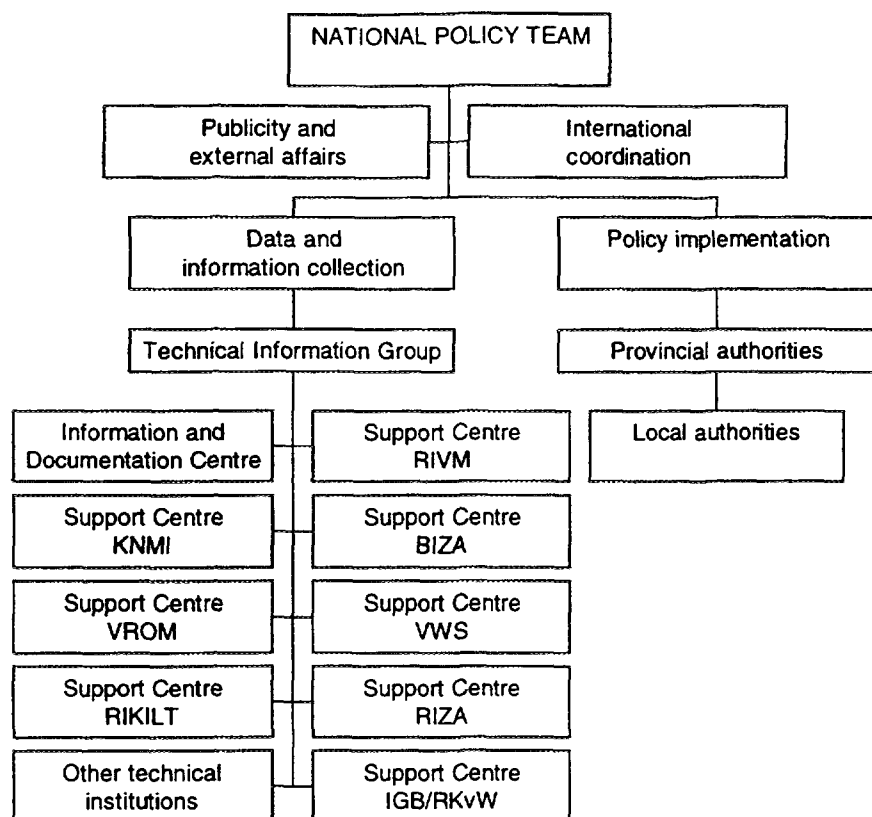 NATIONAL POLICY TEAM
Publicity and
external affairs
International
coordination
Data and
information collection
Policy implementation
Technical Information Group
Provincial authorities
Information and
Documentation Centre
Support Centre
RIVM
Local authorities
Support Centre
KNMI
Support Centre
BIZA
Support Centre
VROM
Support Centre
VWS
Support Centre
RIKILT
Support Centre
RIZA
Other technical
institutions
Support Centre
IGB/RKvW